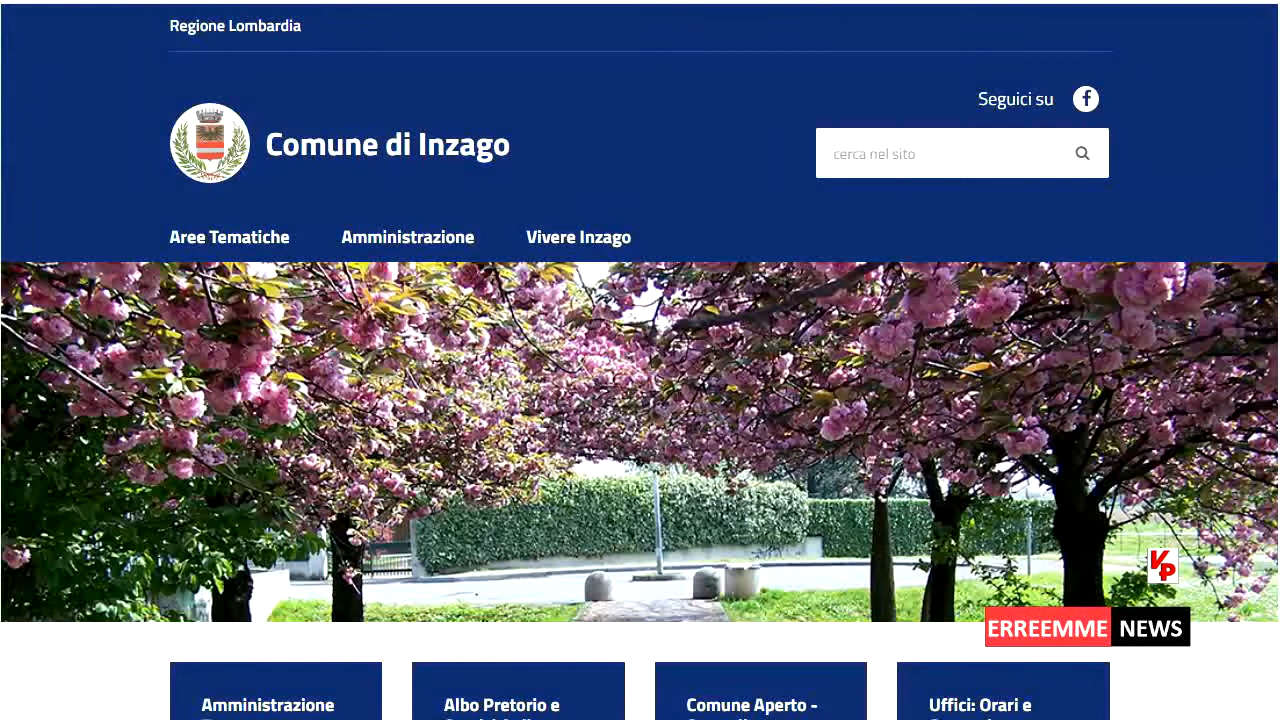 Regione Lombardia
Seguici su
Comune di Inzago
cerca nel sito
Aree Tematiche Amministrazione Vivere Inzago
VP
ERREEMME NEWS
Amministrazione Albo Pretorio e Comune Aperto - Uffici: Orari e